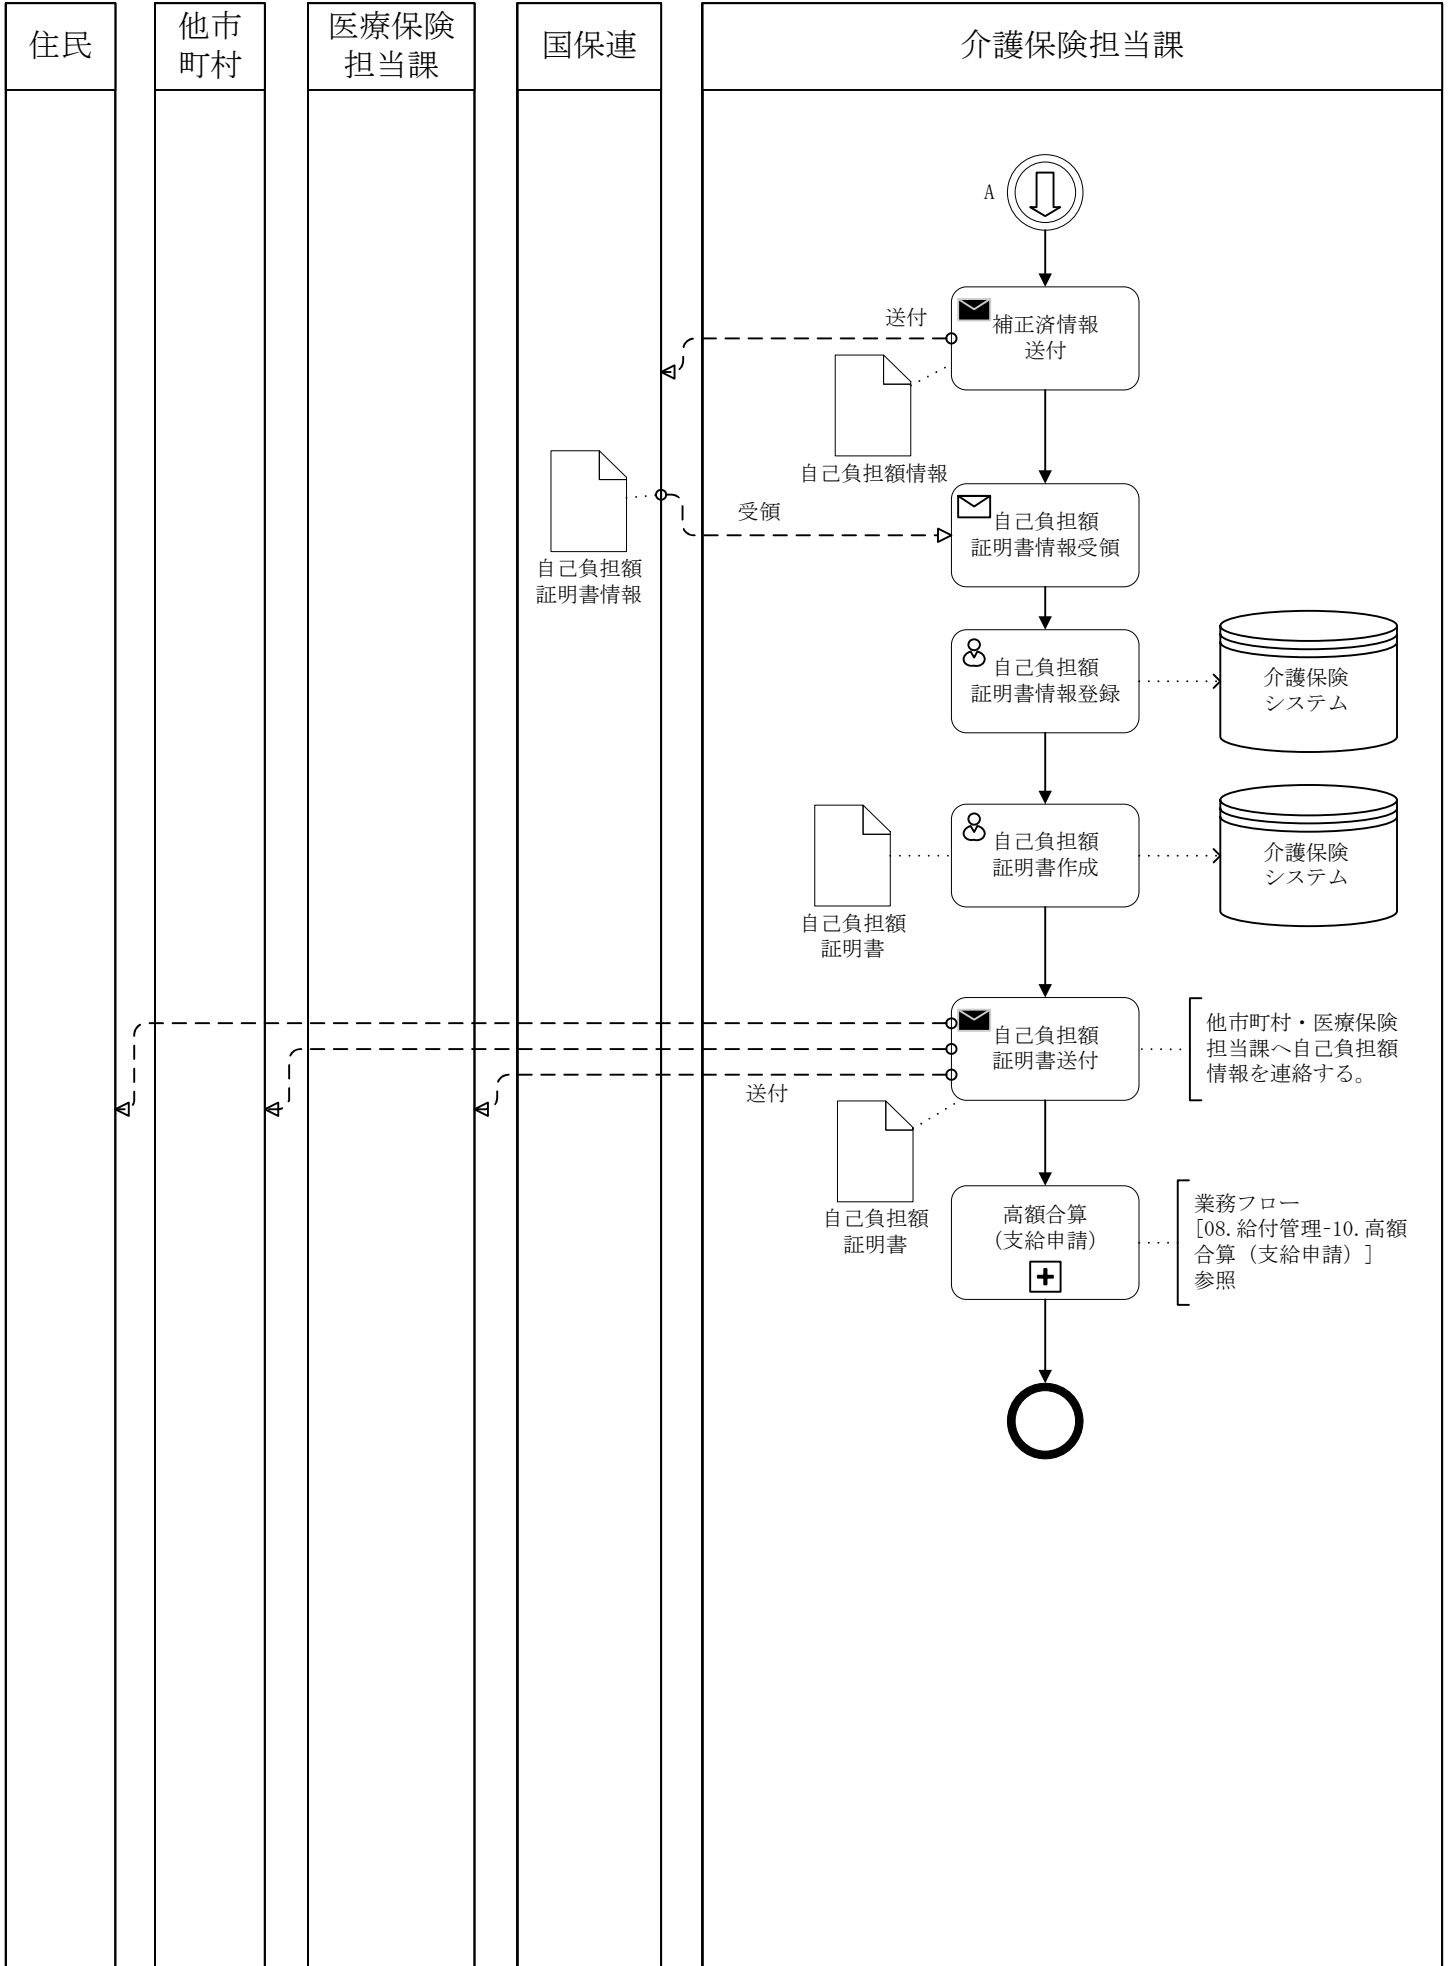 住民
他市
町村
医療保険
担当課
国保連
介護保険担当課
A
送付
補正済情報
送付
自己負担額情報
自己負担額
証明書情報
受領
自己負担額
証明書情報受領
自己負担額
証明書情報登録
介護保険
システム
自己負担額
証明書作成
介護保険
システム
自己負担額
証明書
自己負担額
証明書送付
他市町村・医療保険
担当課へ自己負担額
情報を連絡する。
送付
自己負担額
証明書
高額合算
(支給申請)
業務フロー
[08.給付管理-10.高額
合算（支給申請）]
参照